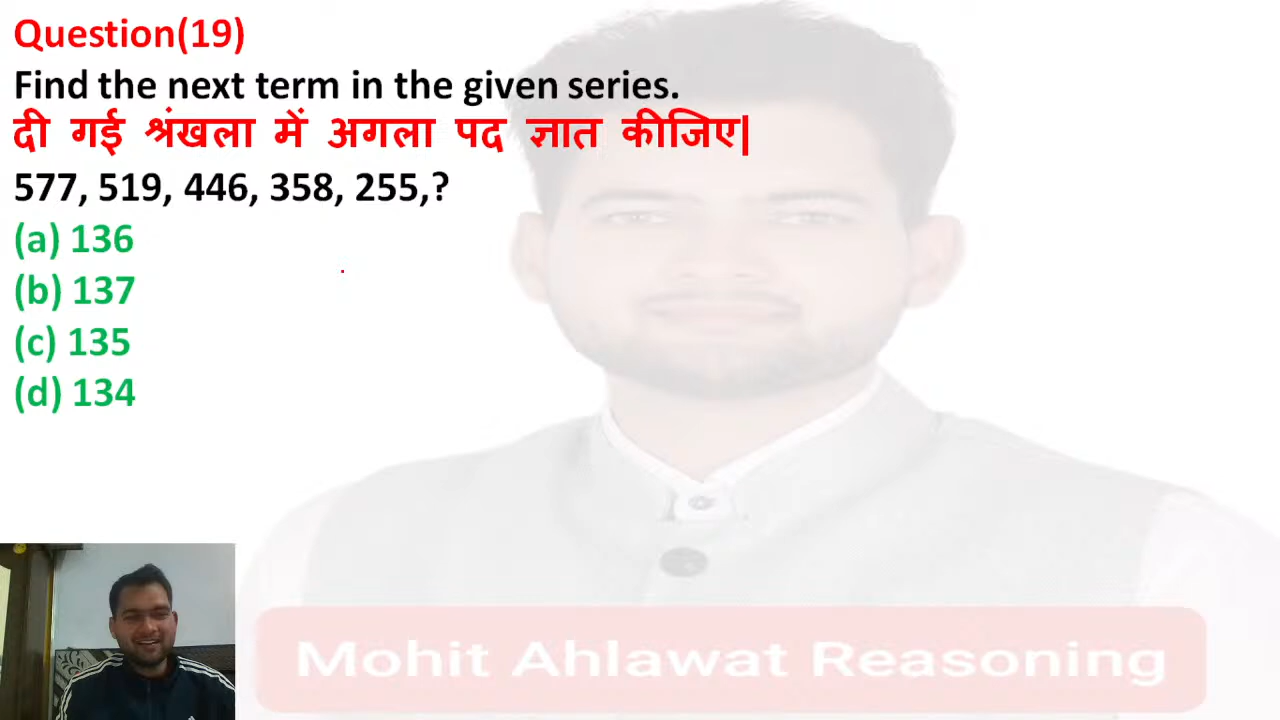 Question(19)
Find the next term in the given series.
दी गई श्रंखला में अगला पद ज्ञात कीजिए|
577, 519, 446, 358, 255,?
(a) 136
(b) 137
(c) 135
(d) 134
Mohit Ahlawat Reasoning